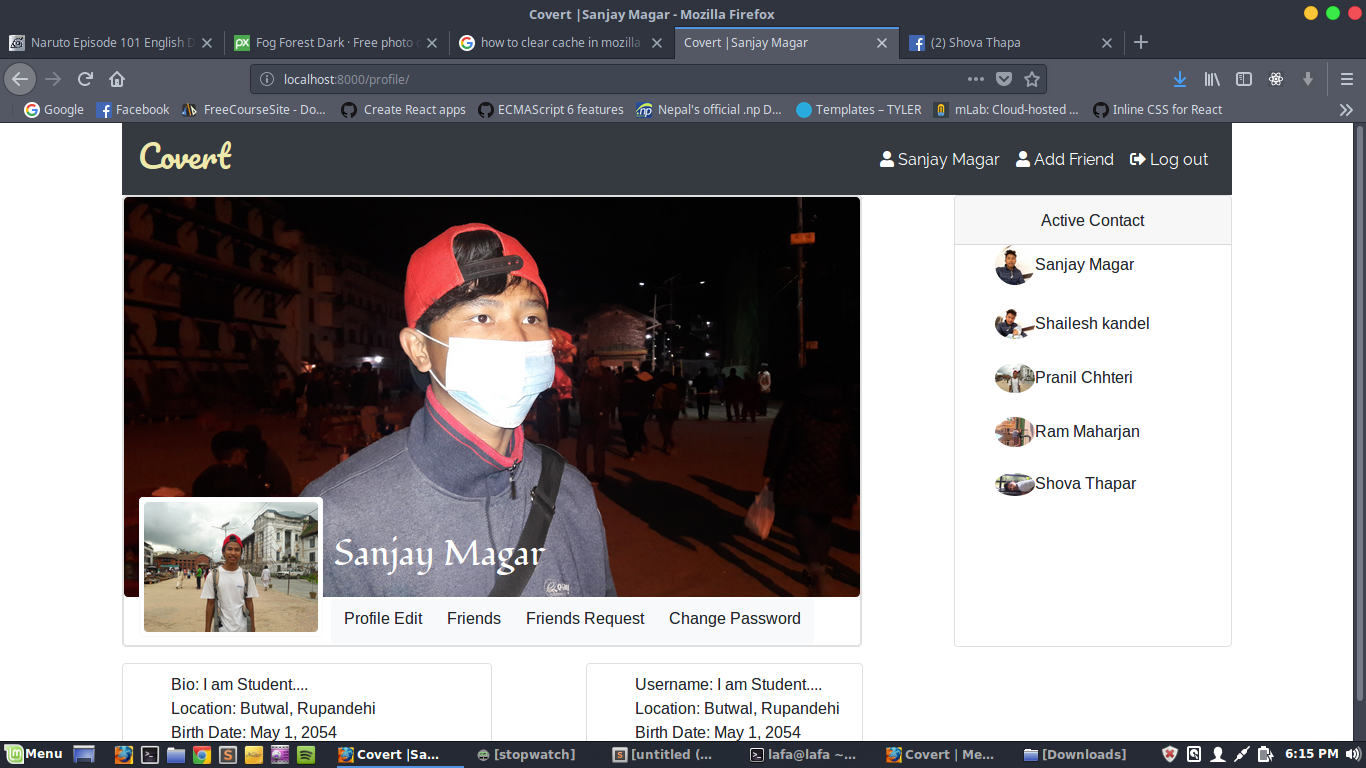 Covert |Sanjay Magar - Mozilla Firefox
Naruto Episode 101 English D
Fog Forest Dark · Free photo o
how to clear cache in mozilla
Covert |Sanjay Magar
(2) Shova Thapa
localhost:8000/profile/
Google
Facebook
FreeCourseSite - Do...
Create React apps
ECMAScript 6 features
Nepal's official .np D...
Templates – TYLER
mLab: Cloud-hosted ...
Inline CSS for React
Covert
Sanjay Magar
Add Friend
Log out
Active Contact
Sanjay Magar
Shailesh kandel
Pranil Chhteri
Ram Maharjan
Shova Thapar
Sanjay Magar
Profile Edit
Friends
Friends Request
Change Password
Bio: I am Student....
Location: Butwal, Rupandehi
Birth Date: May 1, 2054
Username: I am Student....
Location: Butwal, Rupandehi
Birth Date: May 1, 2054
Menu
Covert |Sa...
[stopwatch]
[untitled (...
lafa@lafa ~...
Covert | Me...
[Downloads]
6:15 PM